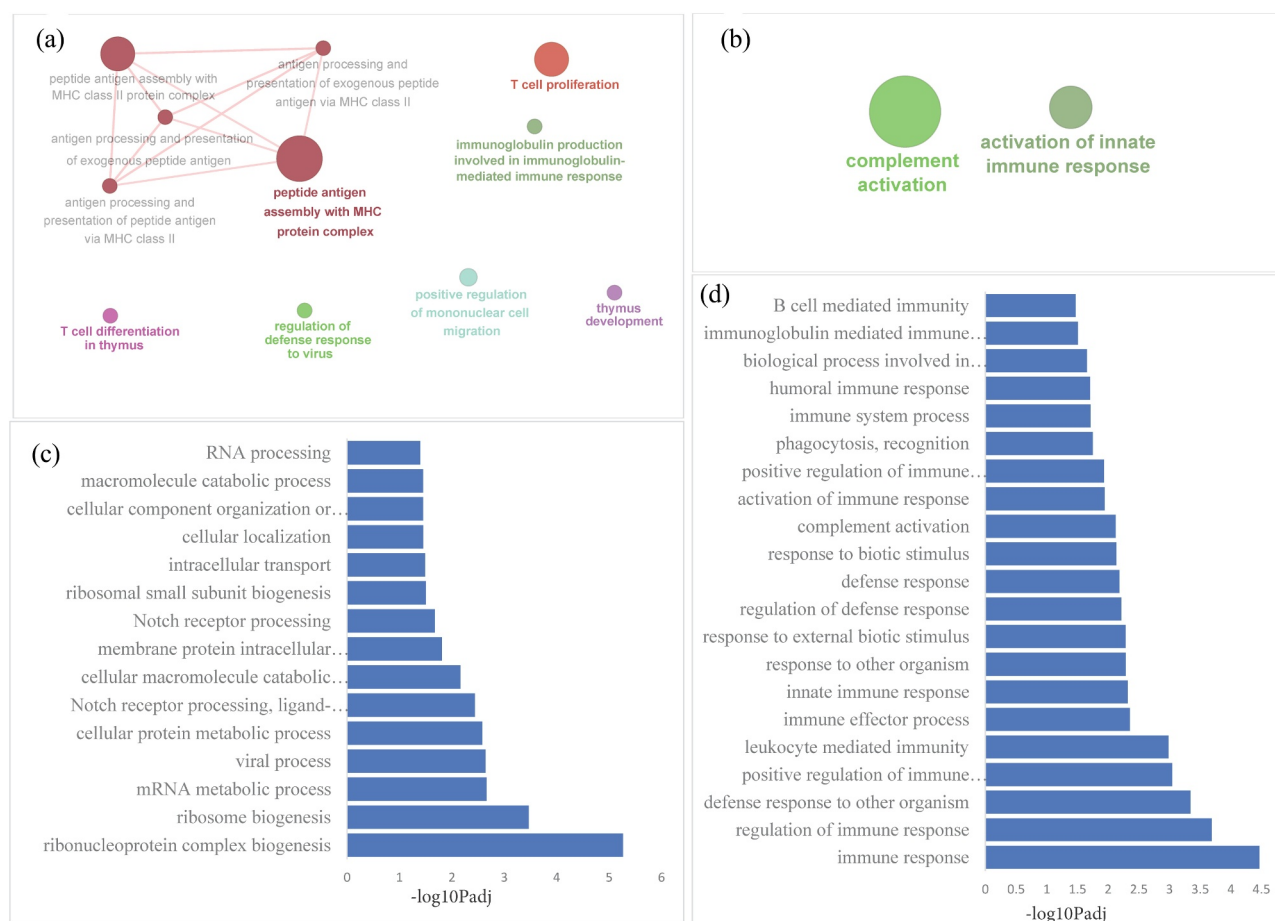 (a)
peptide antigen assembly with
MHC class II protein complex
antigen processing and
presentation of exogenous peptide
antigen via MHC class II
antigen processing and presentation
of exogenous peptide antigen
antigen processing and
presentation of peptide antigen
via MHC class II
peptide antigen
assembly with MHC
protein complex
T cell proliferation
immunoglobulin production
involved in immunoglobulin-
mediated immune response
T cell differentiation
in thymus
regulation of
defense response
to virus
positive regulation
of mononuclear cell
migration
thymus
development
(b)
complement
activation
activation of innate
immune response
(c)
RNA processing
macromolecule catabolic process
cellular component organization or…
cellular localization
intracellular transport
ribosomal small subunit biogenesis
Notch receptor processing
membrane protein intracellular…
cellular macromolecule catabolic…
Notch receptor processing, ligand-…
cellular protein metabolic process
viral process
mRNA metabolic process
ribosome biogenesis
ribonucleoprotein complex biogenesis
0 1 2 3 4 5 6
-log10Padj
(d)
B cell mediated immunity
immunoglobulin mediated immune…
biological process involved in…
humoral immune response
immune system process
phagocytosis, recognition
positive regulation of immune…
activation of immune response
complement activation
response to biotic stimulus
defense response
regulation of defense response
response to external biotic stimulus
response to other organism
innate immune response
immune effector process
leukocyte mediated immunity
positive regulation of immune…
defense response to other organism
regulation of immune response
immune response
0 0.5 1 1.5 2 2.5 3 3.5 4 4.5
-log10Padj